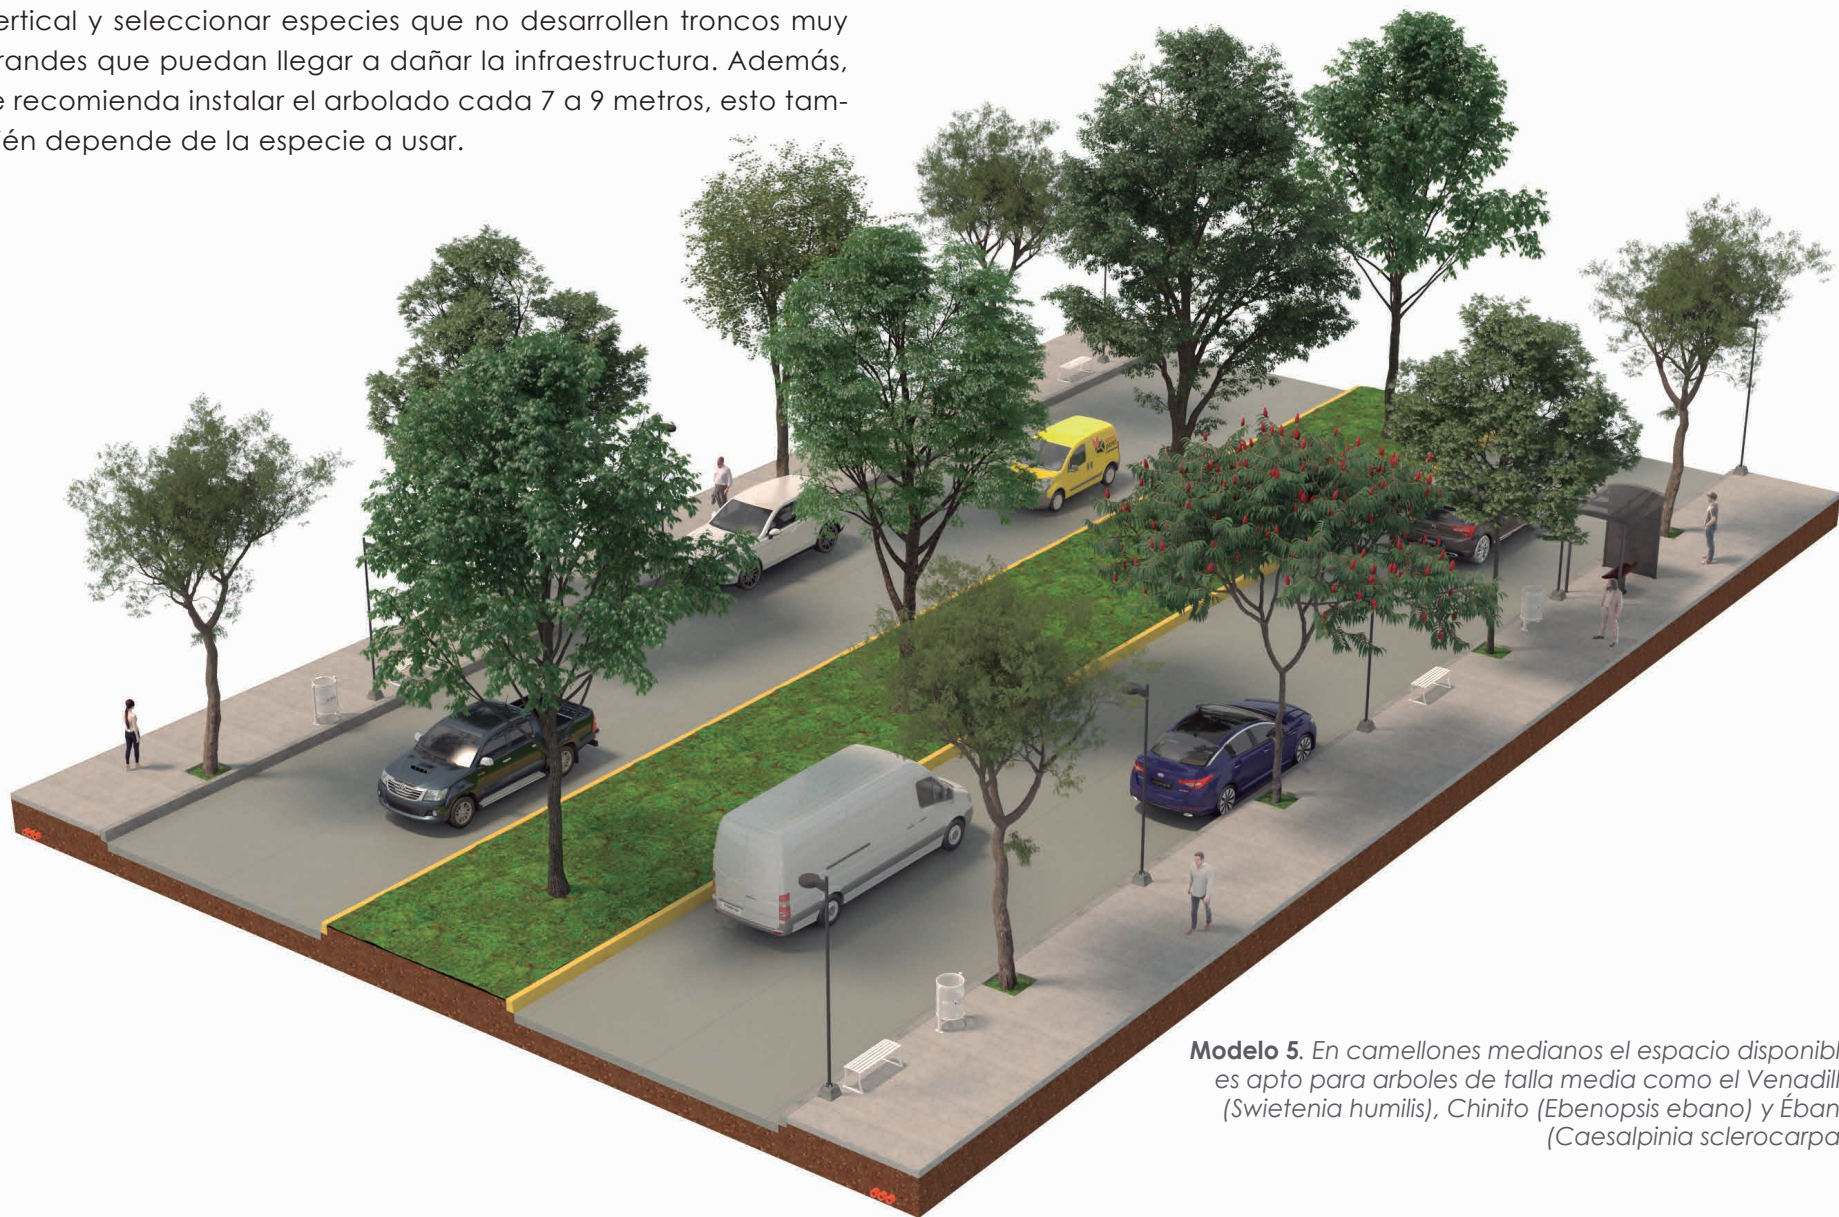 ertical y seleccionar especies que no desarrollen troncos muy
randes que puedan llegar a dañar la infraestructura. Además,
e recomienda instalar el arbolado cada 7 a 9 metros, esto tam-
ién depende de la especie a usar.
Modelo 5. En camellones medianos el espacio disponibl
es apto para arboles de talla media como el Venadill
(Swietenia humilis), Chinito (Ebenopsis ebano) y Éban
(Caesalpinia sclerocarpa